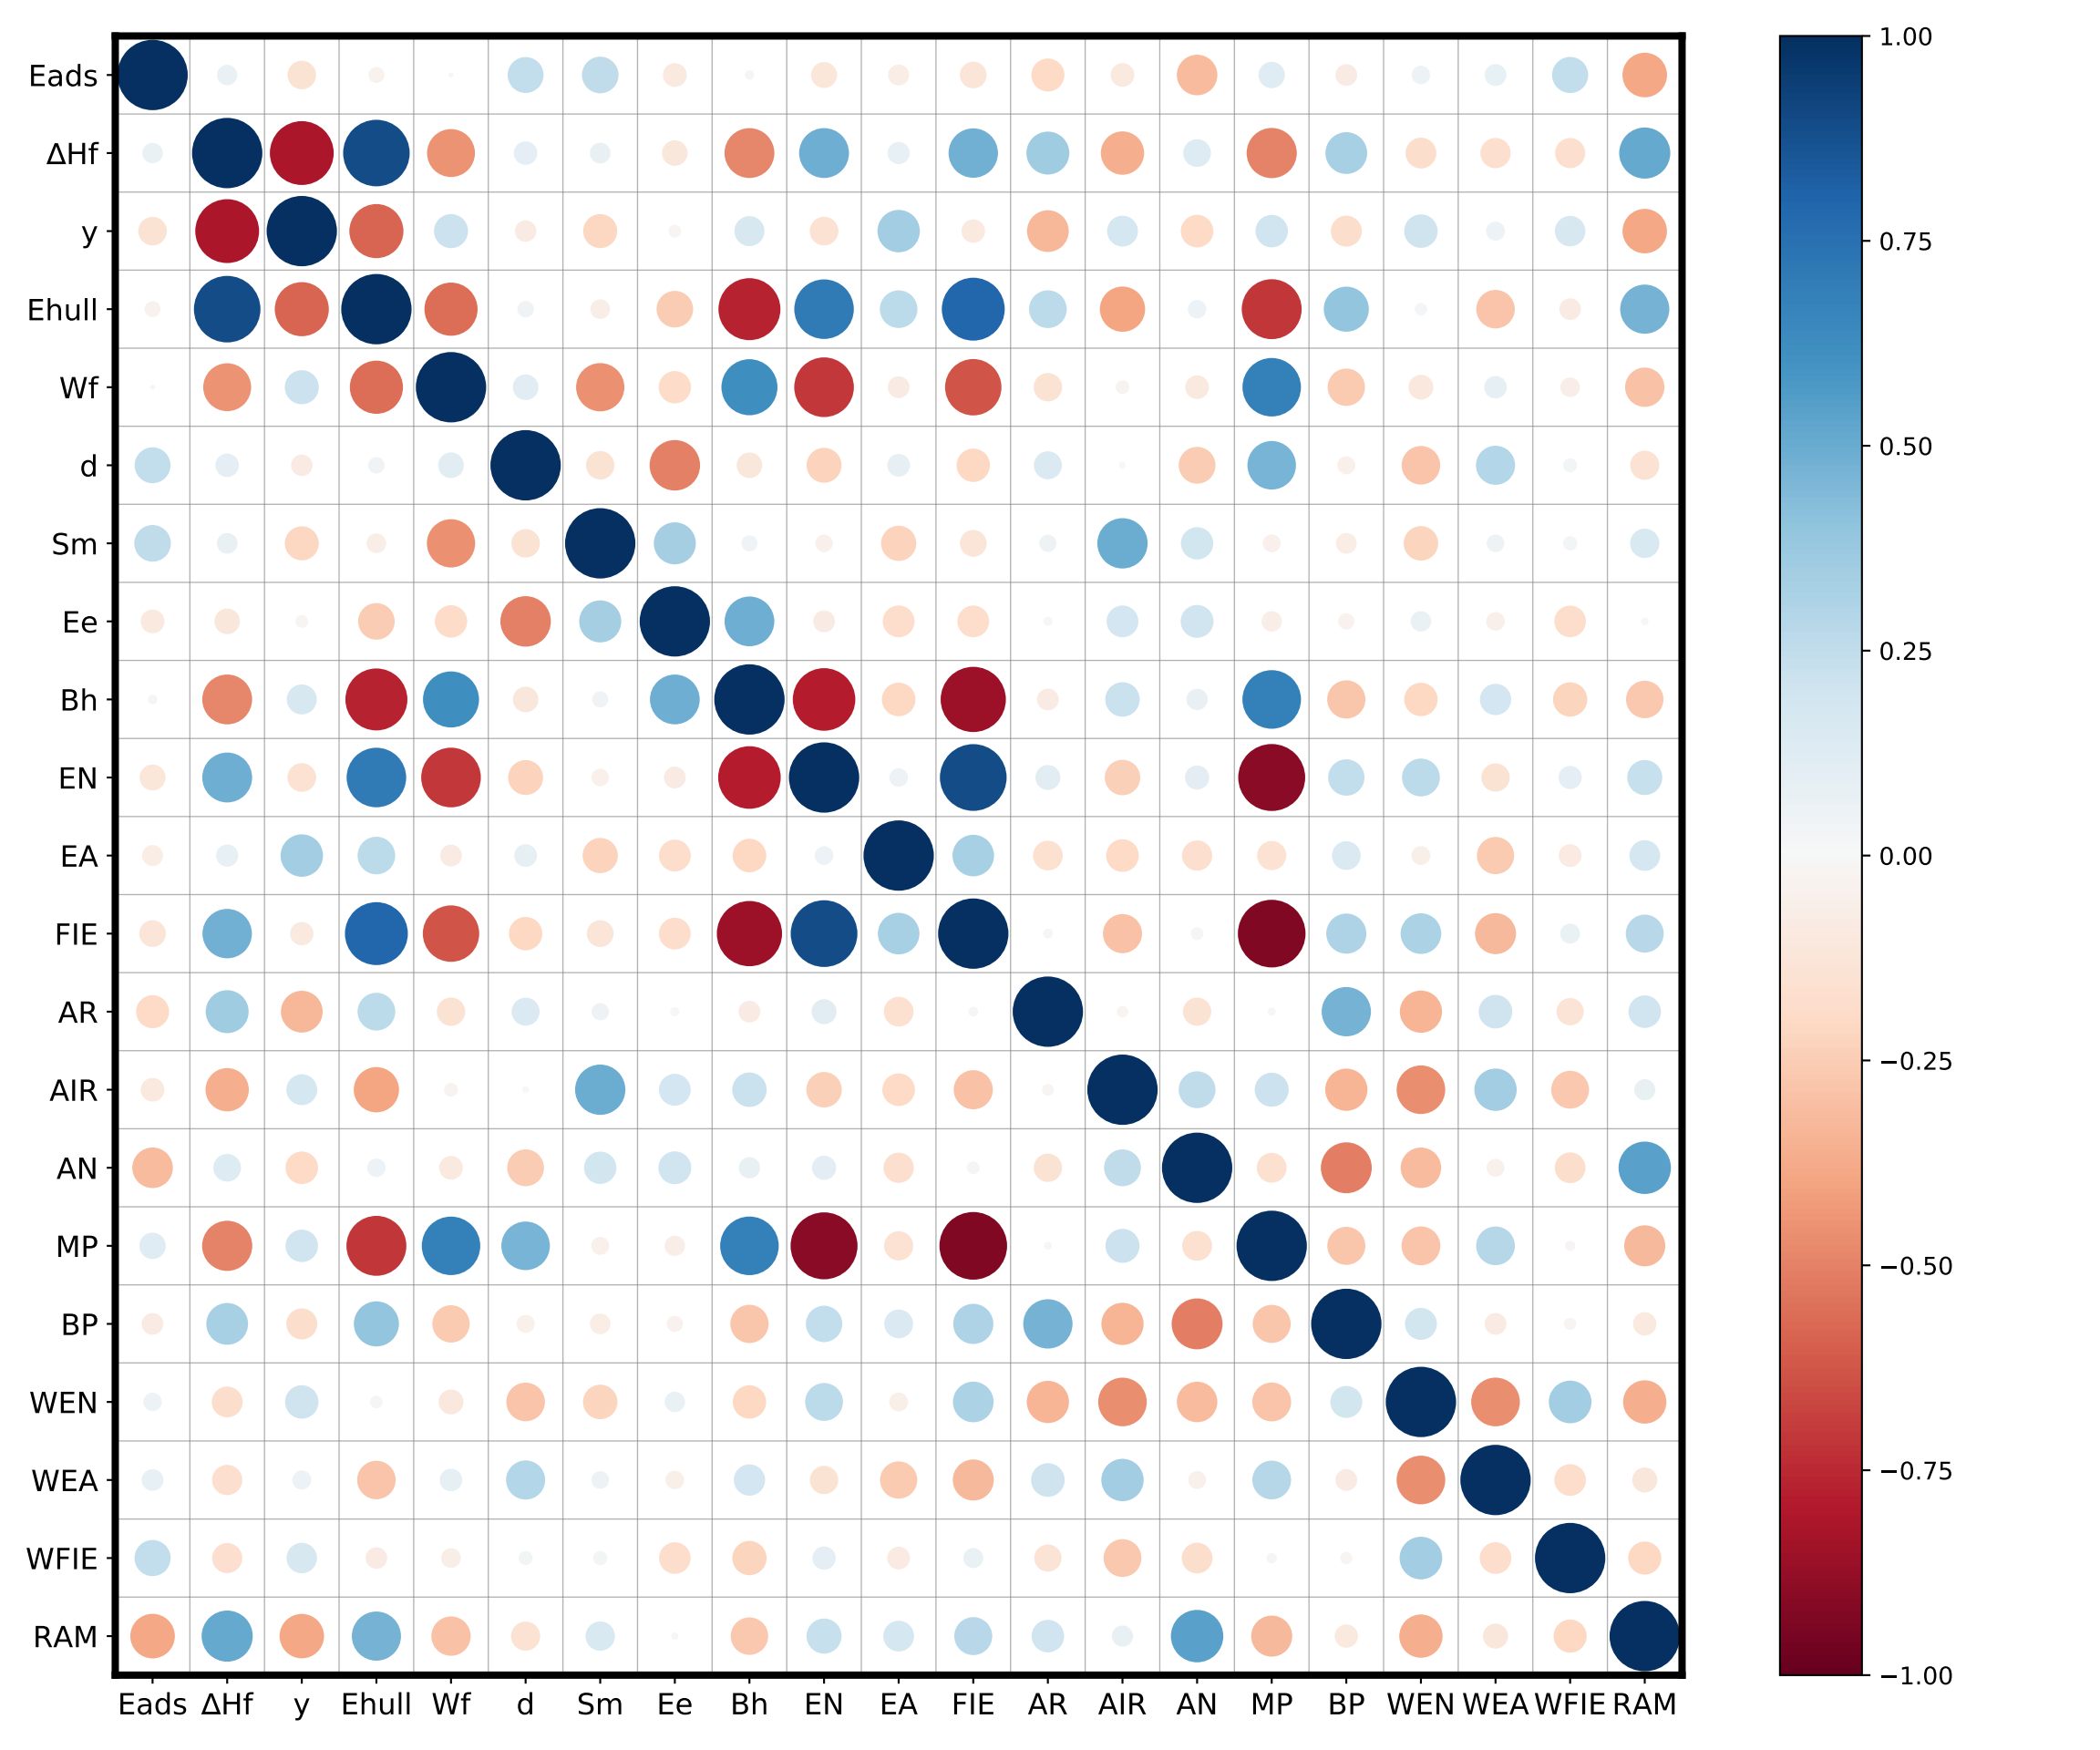 Eads
ΔHf
y
Ehull
Wf
d
Sm
Ee
Bh
EN
EA
FIE
AR
AIR
AN
MP
BP
WEN
WEA
WFIE
RAM
Eads ΔHf y Ehull Wf d Sm Ee Bh EN EA FIE AR AIR AN MP BP WEN WEA WFIE RAM
1.00
0.75
0.50
0.25
0.00
−0.25
−0.50
−0.75
−1.00